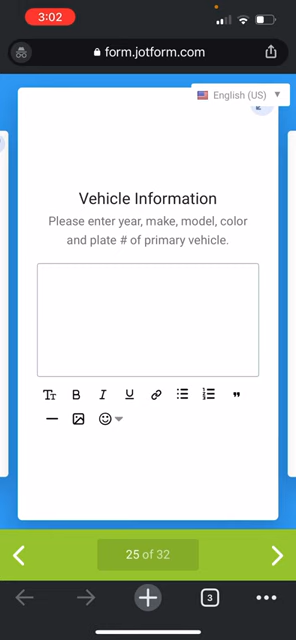 3:02
form.jotform.com
English (US)
Vehicle Information
Please enter year, make, model, color
and plate # of primary vehicle.
TT B I U
25 of 32
3